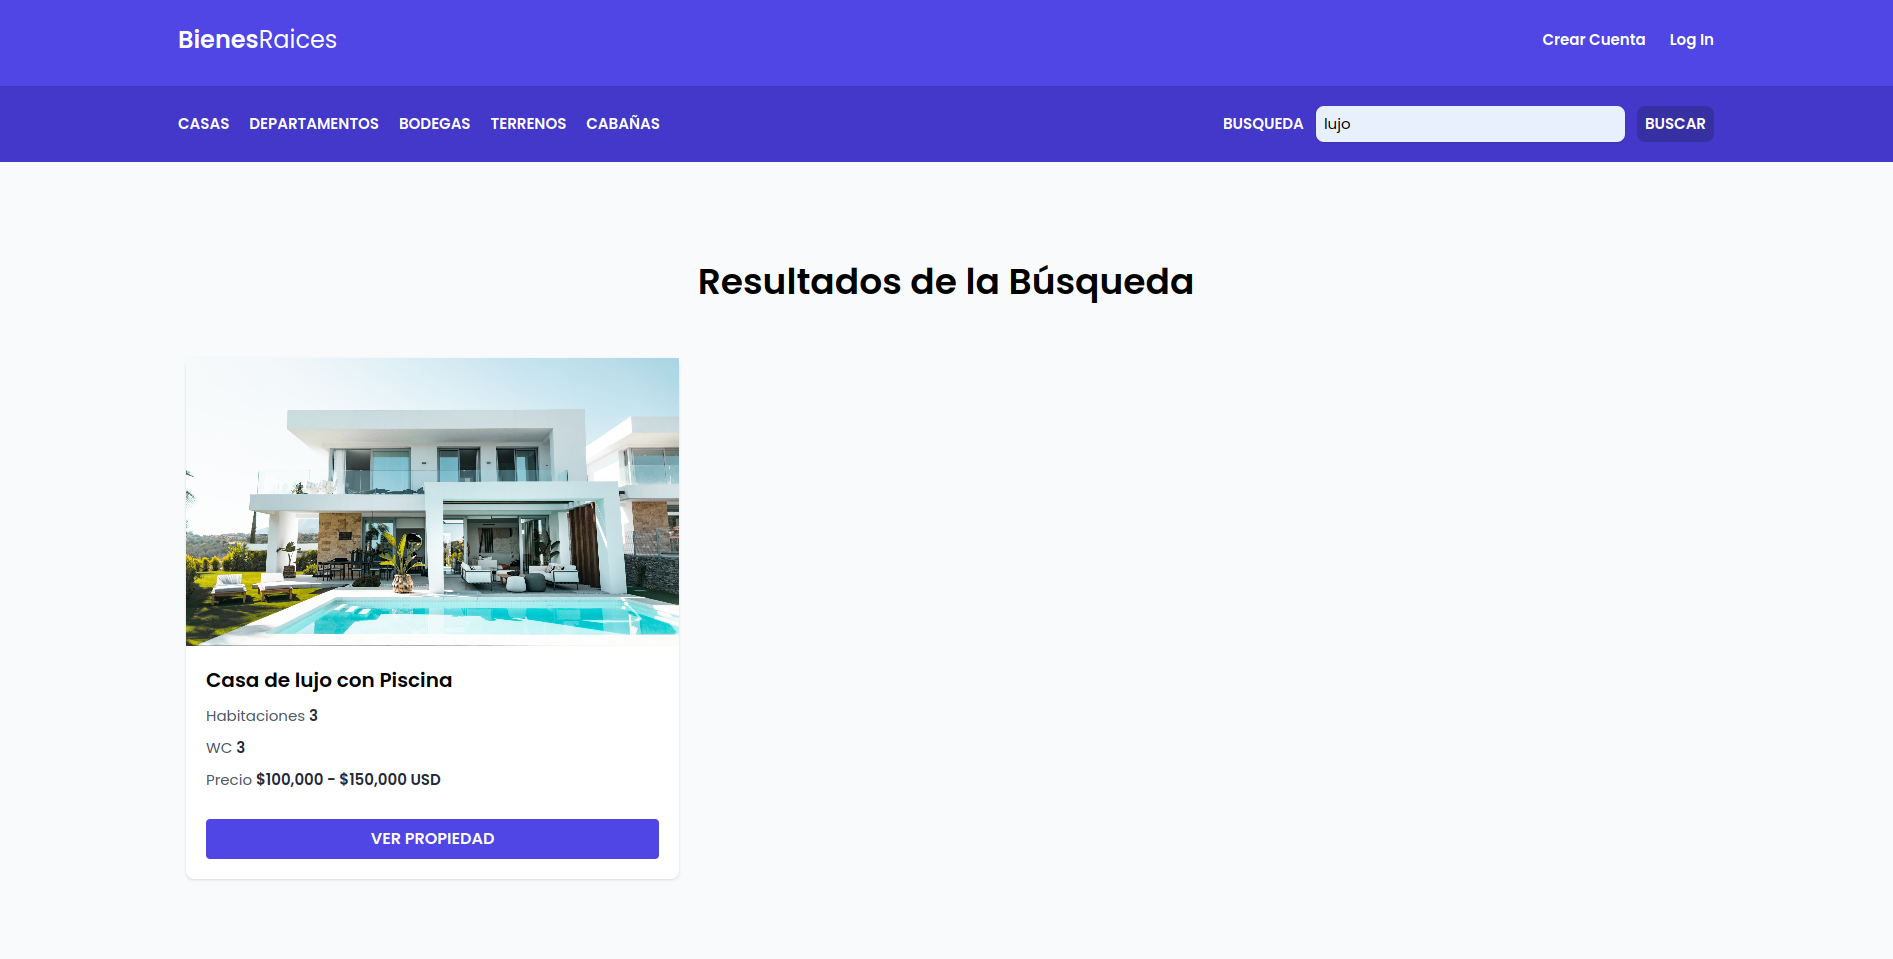 BienesRaices
Crear Cuenta Log In
CASAS DEPARTAMENTOS BODEGAS TERRENOS CABAÑAS
BUSQUEDA lujo BUSCAR
Resultados de la Búsqueda
Casa de lujo con Piscina
Habitaciones 3
WC 3
Precio $100,000 - $150,000 USD
VER PROPIEDAD